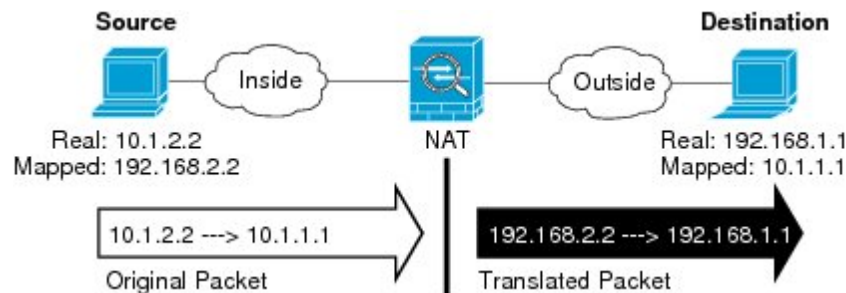 Source
Destination
Inside
Outside
NAT
Real: 10.1.2.2
Mapped: 192.168.2.2
Real: 192.168.1.1
Mapped: 10.1.1.1
10.1.2.2 ---> 10.1.1.1
192.168.2.2 ---> 192.168.1.1
Original Packet
Translated Packet